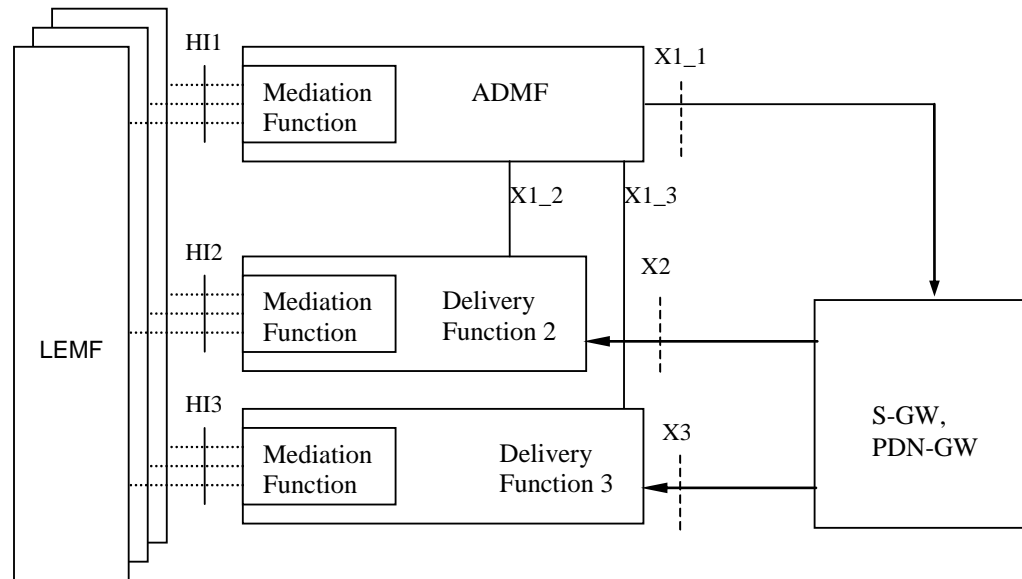 HI1
X1_1
Mediation
Function
ADMF
X1_2
X1_3
HI2
X2
Mediation
Function
Delivery
Function 2
LEMF
HI3
X3
Mediation
Function
Delivery
Function 3
S-GW,
PDN-GW